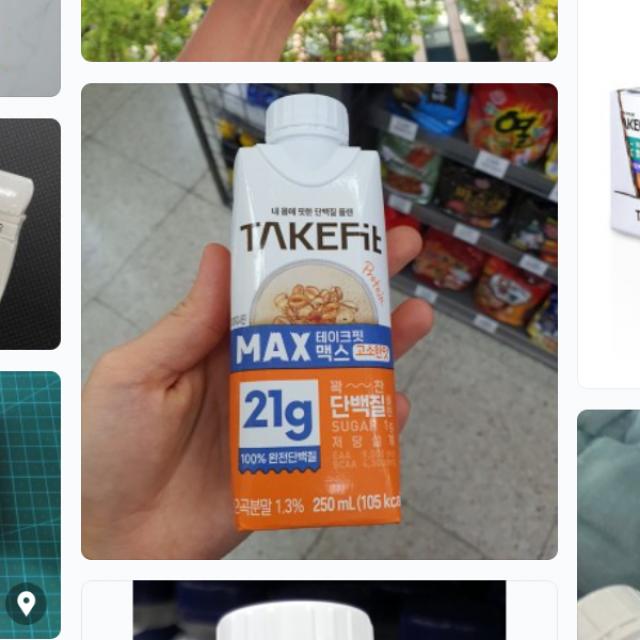 내 몸에 맞춘 단백질 플랜
TAKEFiT
Protein
MAX 테이크핏
맥스 고소한맛
21g
100% 완전단백질
꽉 찬
단백질
SUGAR 1g
저당 설계
EAA
BCAA
곡분말 1.3% 250 mL (105 kc
열